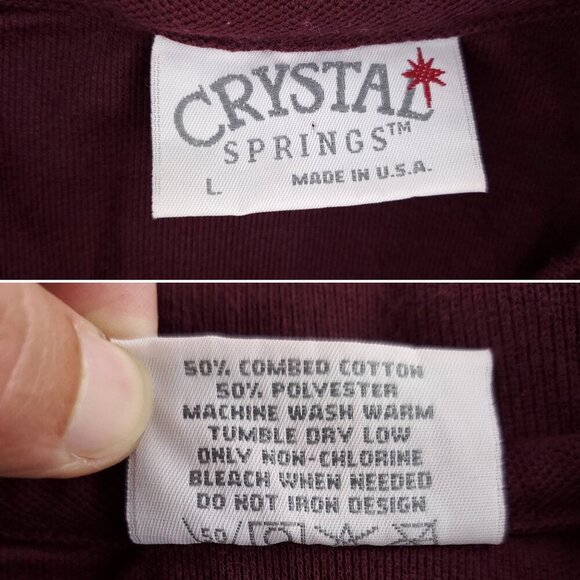 CRYSTAL
SPRINGS™
L MADE IN U.S.A.
50% COMBED COTTON
50% POLYESTER
MACHINE WASH WARM
TUMBLE DRY LOW
ONLY NON-CHLORINE
BLEACH WHEN NEEDED
DO NOT IRON DESIGN
50